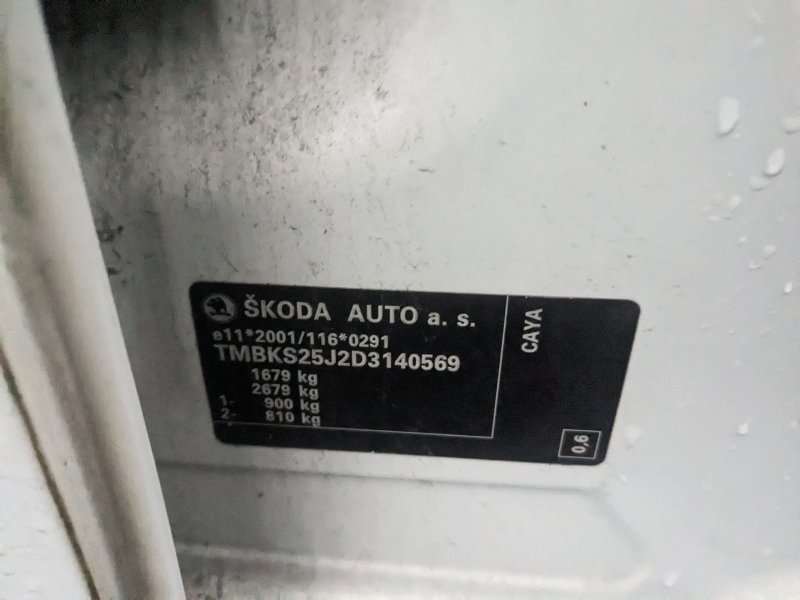 ŠKODA AUTO a. s.
e11*2001/116*0291
TMBKS25J2D3140569
1679 kg
2679 kg
1- 900 kg
2- 810 kg
CAYA
0,6